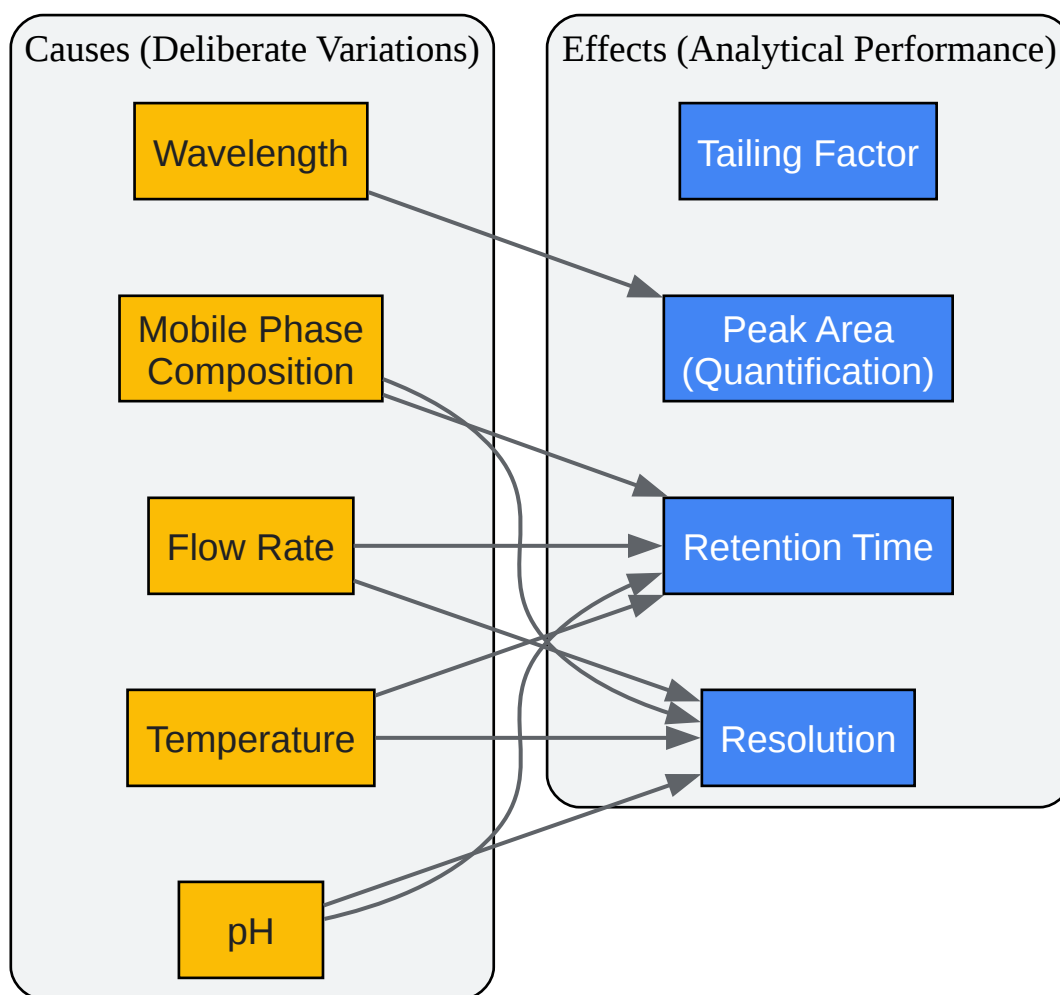 Causes (Deliberate Variations)
Wavelength
Mobile Phase
Composition
Flow Rate
Temperature
pH
Effects (Analytical Performance)
Tailing Factor
Peak Area
(Quantification)
Retention Time
Resolution